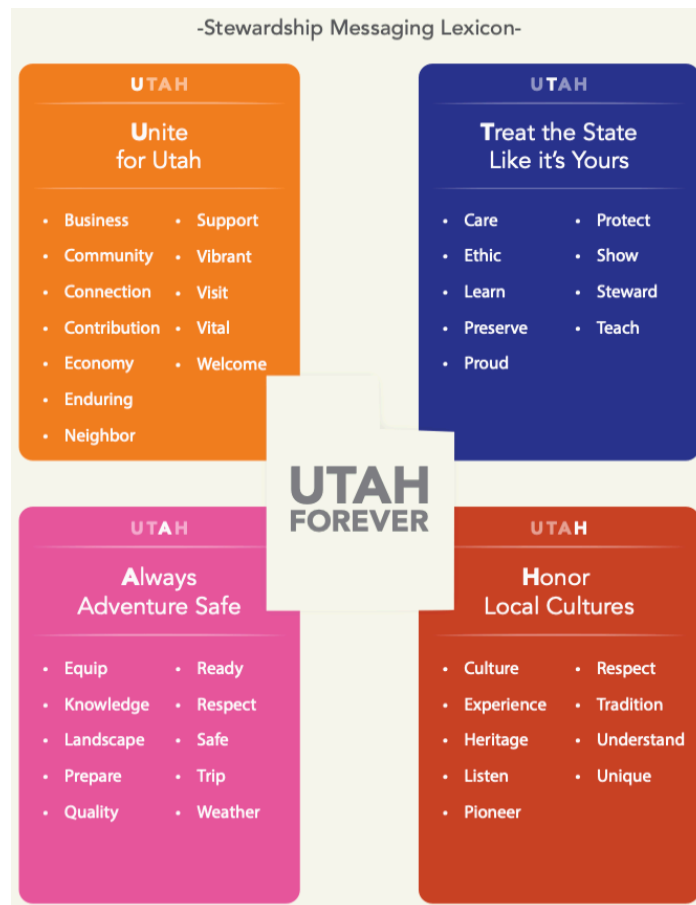 -Stewardship Messaging Lexicon-
UTAH
Unite
for Utah
• Business
• Community
• Connection
• Contribution
• Economy
• Enduring
• Neighbor
• Support
• Vibrant
• Visit
• Vital
• Welcome
UTAH
Treat the State
Like it's Yours
• Care
• Ethic
• Learn
• Preserve
• Proud
• Protect
• Show
• Steward
• Teach
UTAH
FOREVER
UTAH
Always
Adventure Safe
• Equip
• Knowledge
• Landscape
• Prepare
• Quality
• Ready
• Respect
• Safe
• Trip
• Weather
UTAH
Honor
Local Cultures
• Culture
• Experience
• Heritage
• Listen
• Pioneer
• Respect
• Tradition
• Understand
• Unique